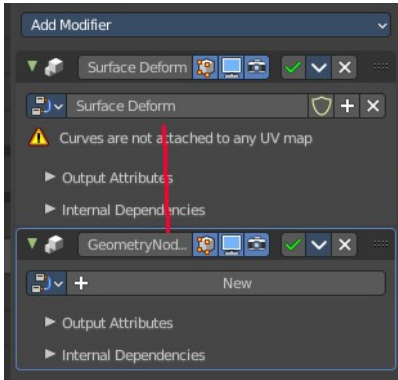 Add Modifier
Surface Deform
Surface Deform
Curves are not attached to any UV map
Output Attributes
Internal Dependencies
GeometryNod...
New
Output Attributes
Internal Dependencies